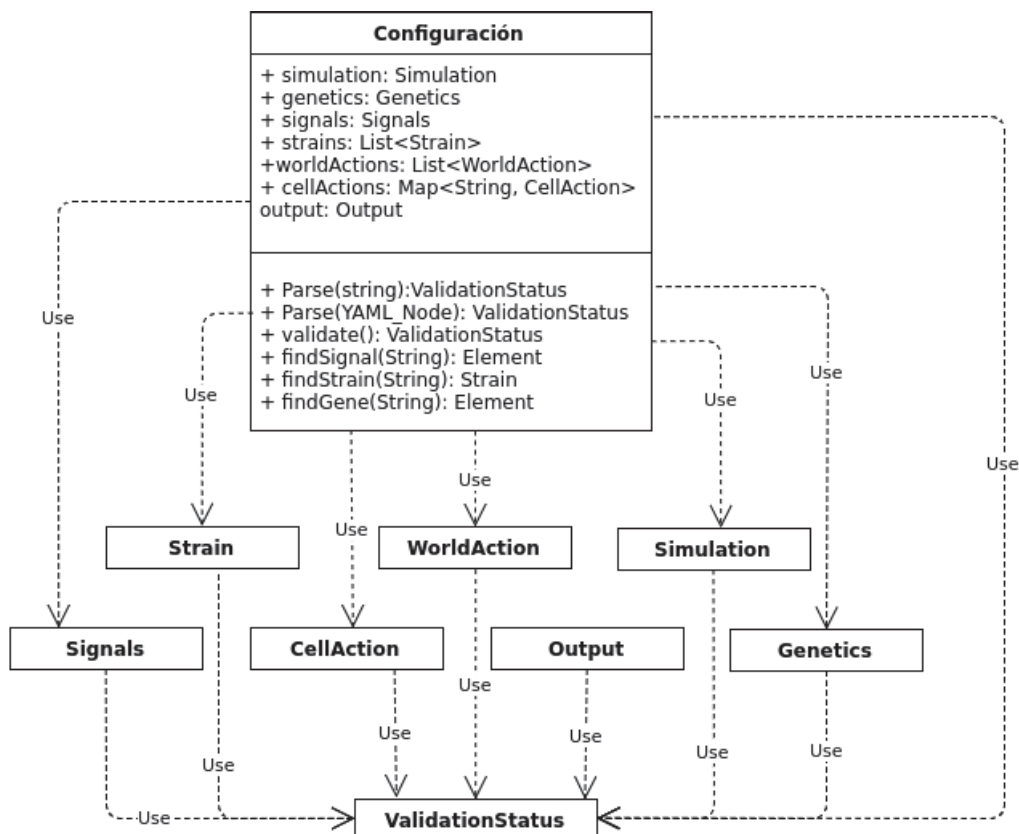 Configuración
+ simulation: Simulation
+ genetics: Genetics
+ signals: Signals
+ strains: List<Strain>
+worldActions: List<WorldAction>
+ cellActions: Map<String, CellAction>
output: Output
+ Parse(string):ValidationStatus
+ Parse(YAML_Node): ValidationStatus
+ validate(): ValidationStatus
+ findSignal(String): Element
+ findStrain(String): Strain
+ findGene(String): Element
Use
Use
Use
Use
Use
Use
Use
Strain
WorldAction
Simulation
Signals
CellAction
Output
Genetics
Use
Use
Use
Use
Use
Use
Use
ValidationStatus